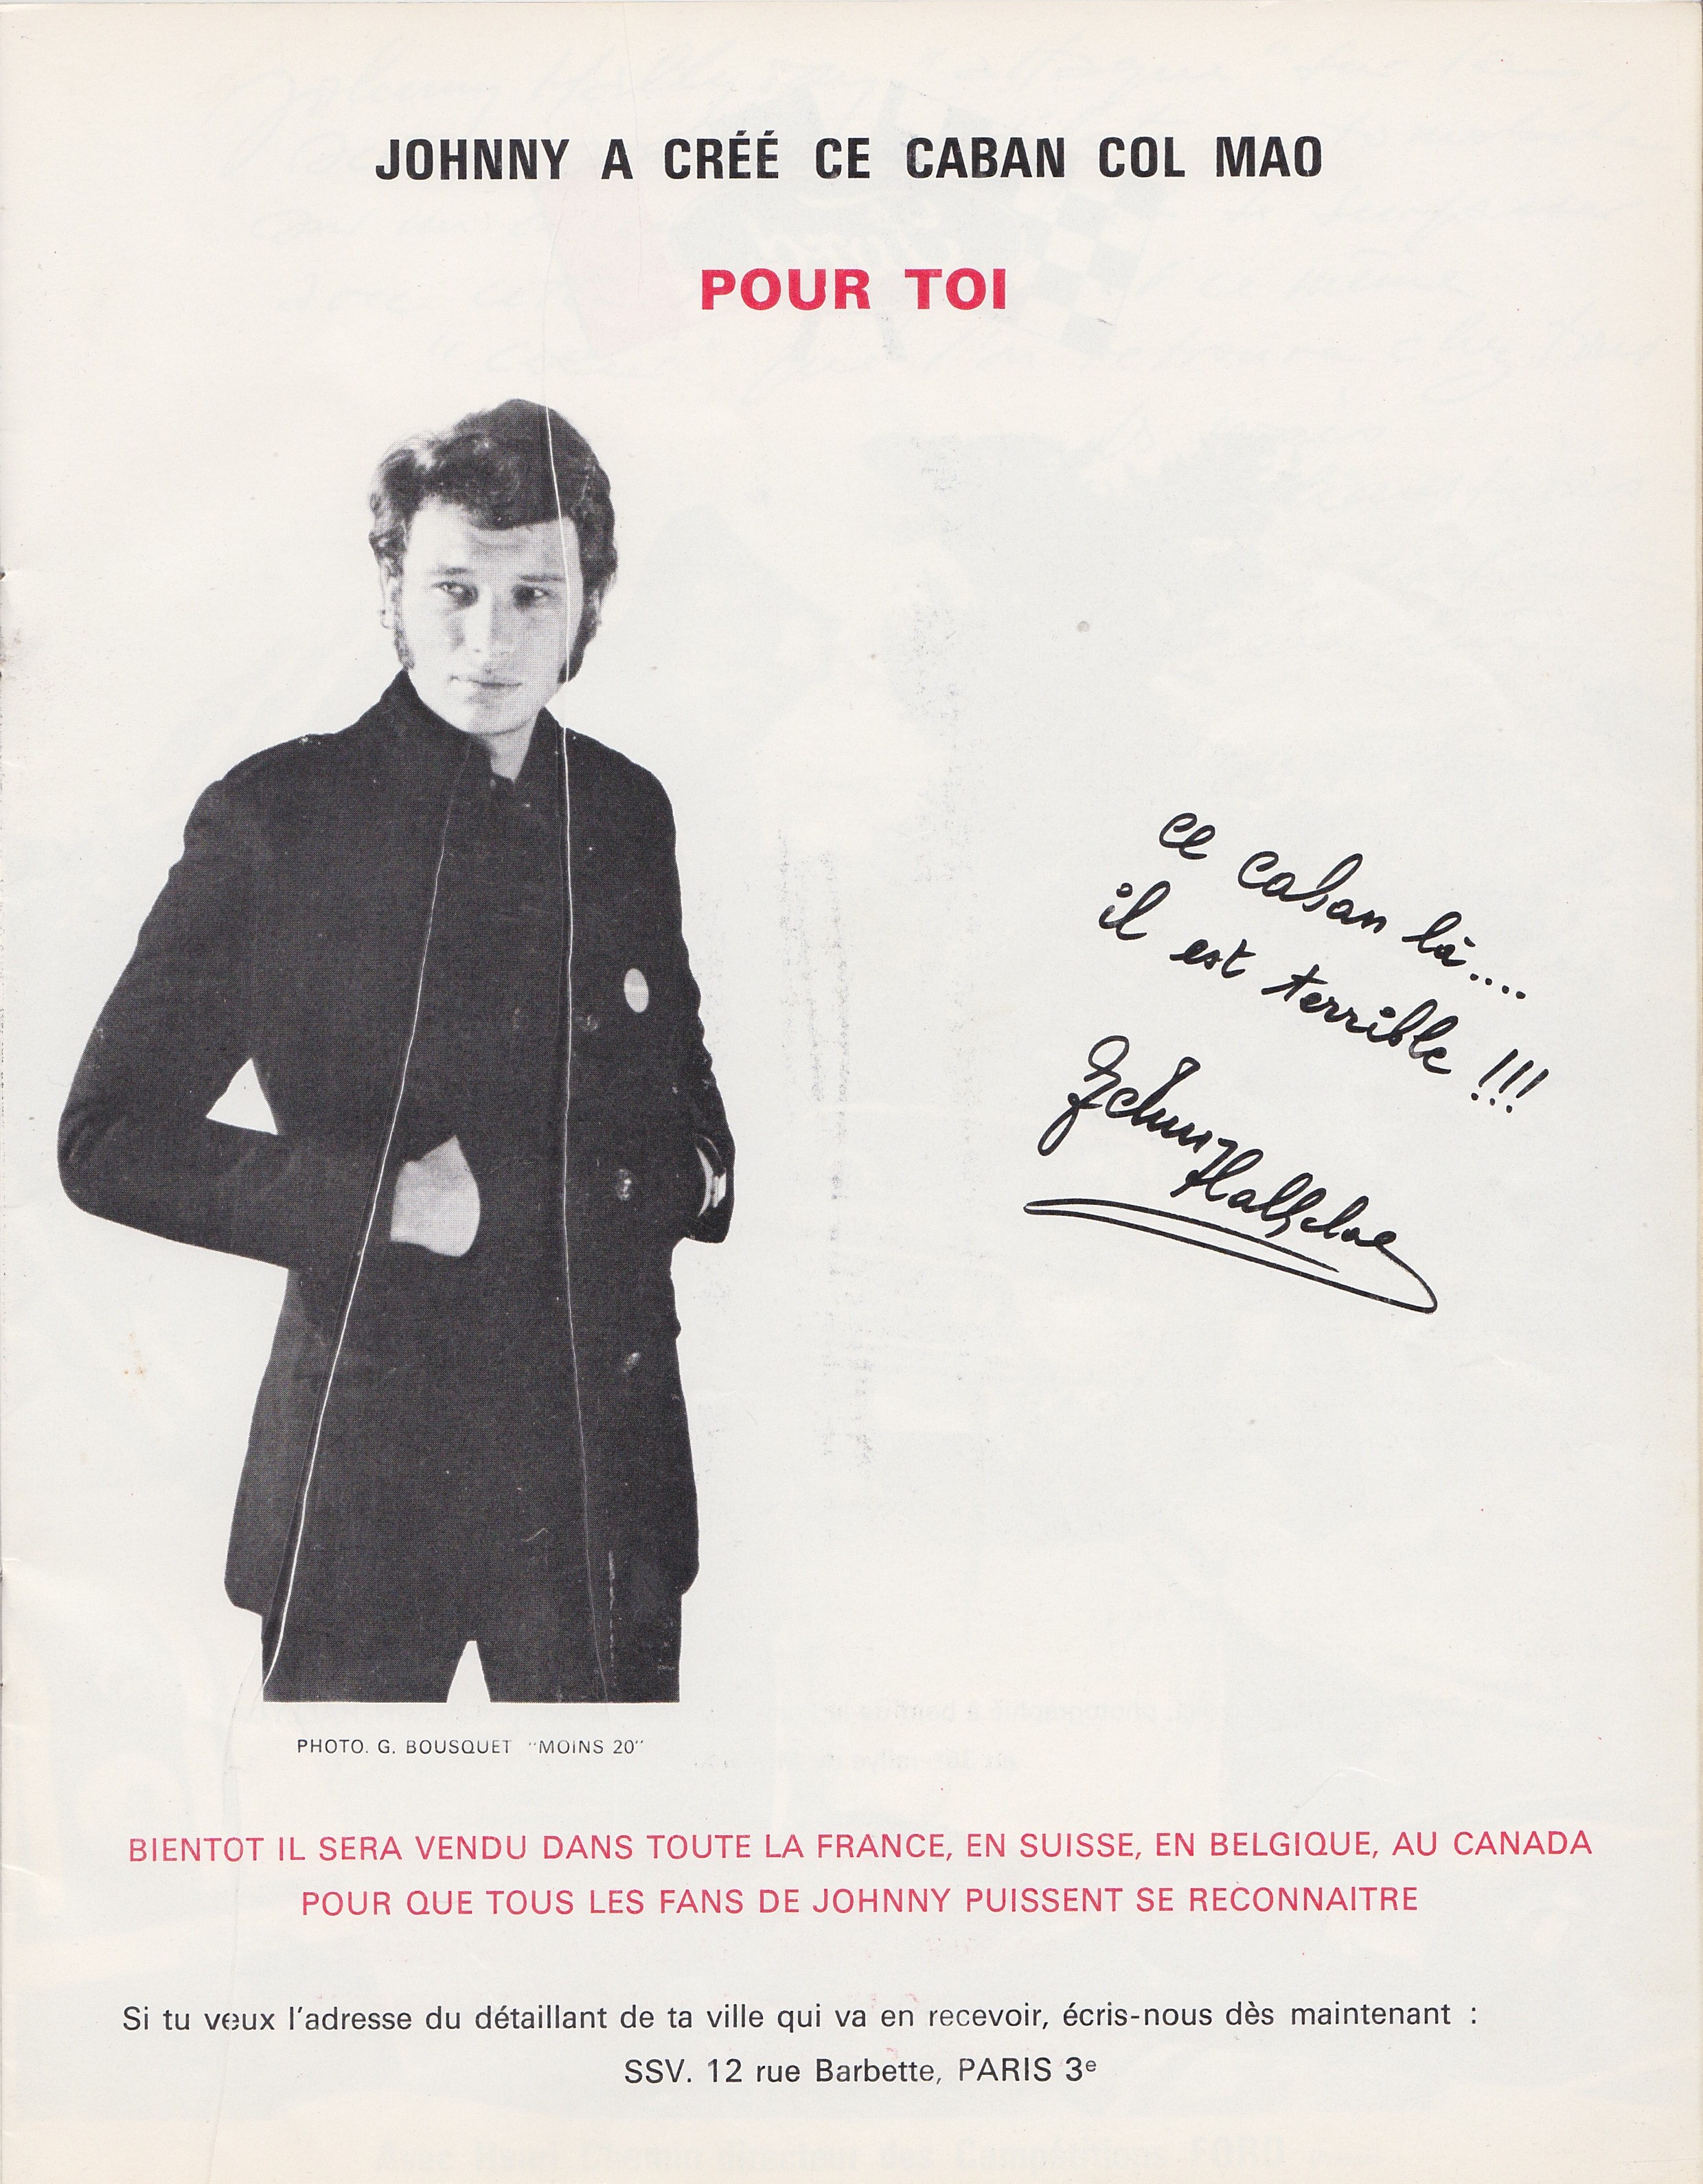 JOHNNY A CRÉÉ CE CABAN COL MAO
POUR TOI
ce caban là....
il est terrible !!!
Johnny Hallyday
PHOTO. G. BOUSQUET "MOINS 20"
BIENTOT IL SERA VENDU DANS TOUTE LA FRANCE, EN SUISSE, EN BELGIQUE, AU CANADA
POUR QUE TOUS LES FANS DE JOHNNY PUISSENT SE RECONNAITRE
Si tu veux l'adresse du détaillant de ta ville qui va en recevoir, écris-nous dès maintenant :
SSV. 12 rue Barbette, PARIS 3e